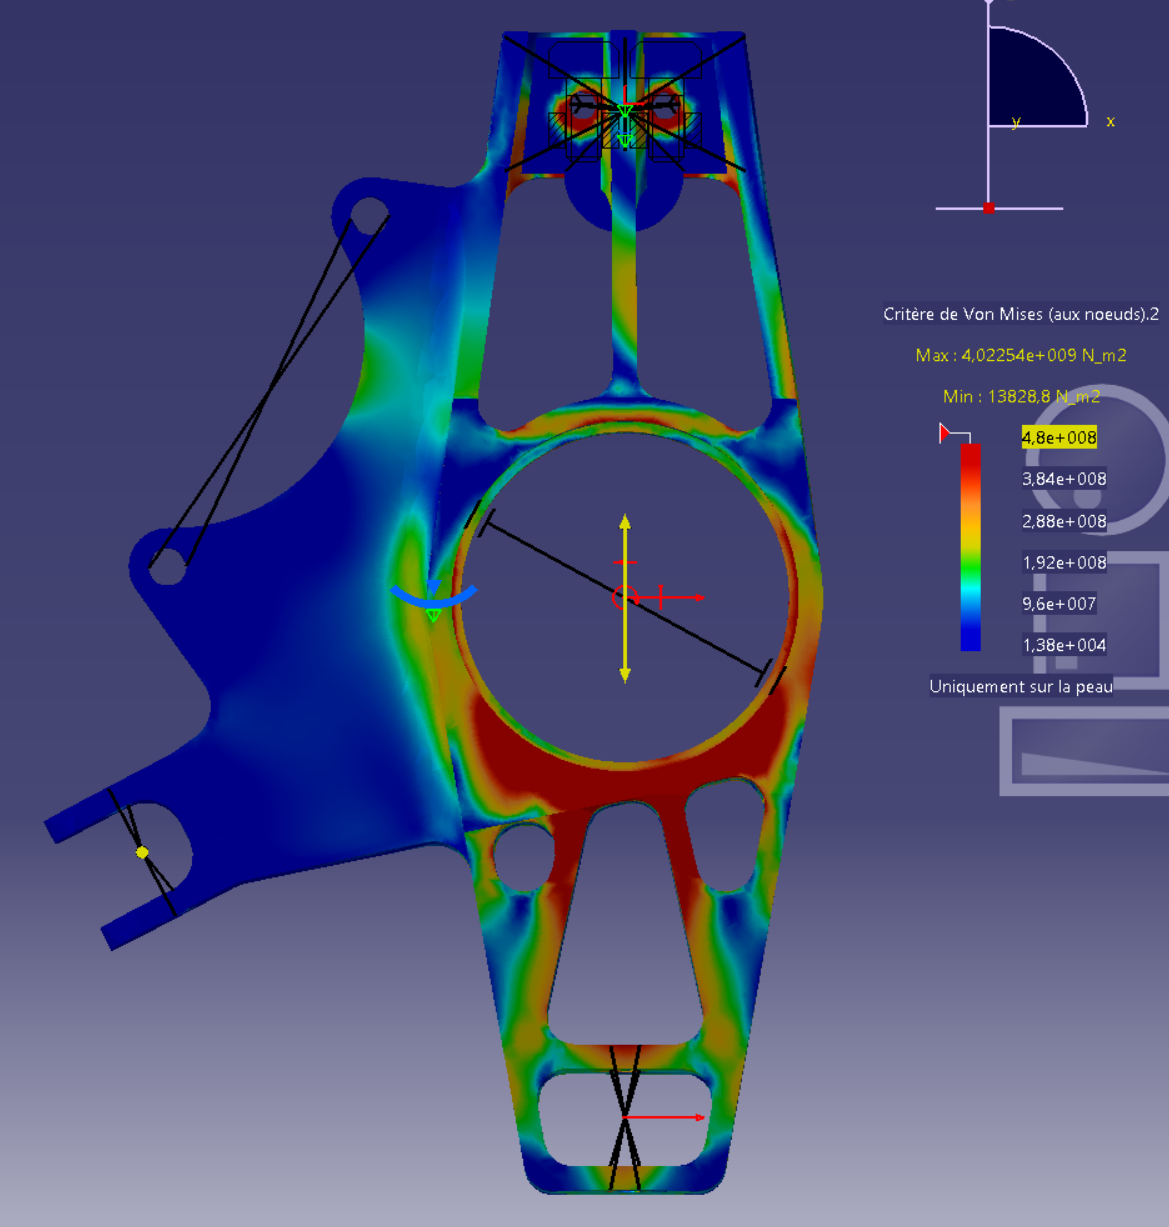 y
x
Critère de Von Mises (aux noeuds).2
Max : 4,02254e+009 N_m2
Min : 13828,8 N_m2
4,8e+008
3,84e+008
2,88e+008
1,92e+008
9,6e+007
1,38e+004
Uniquement sur la peau